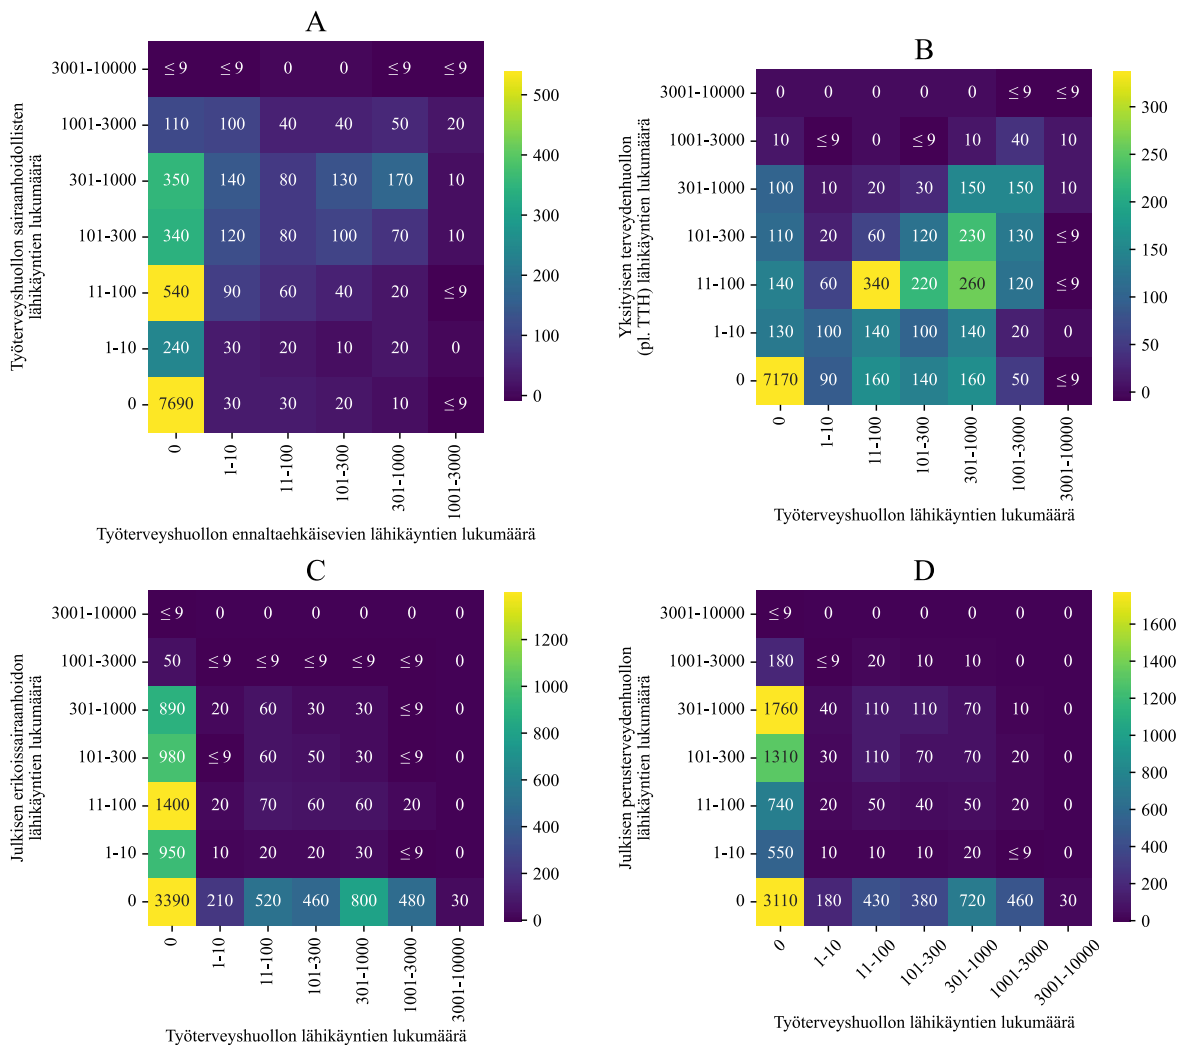 A
Työterveyshuollon sairaanhoidollisten
lähikäyntien lukumäärä
3001-10000 ≤ 9 ≤ 9 0 0 ≤ 9 ≤ 9
1001-3000 110 100 40 40 50 20
301-1000 350 140 80 130 170 10
101-300 340 120 80 100 70 10
11-100 540 90 60 40 20 ≤ 9
1-10 240 30 20 10 20 0
0 7690 30 30 20 10 ≤ 9
0 1-10 11-100 101-300 301-1000 1001-3000
Työterveyshuollon ennaltaehkäisevien lähikäyntien lukumäärä
500
400
300
200
100
0
B
Yksityisen terveydenhuollon
(pl. TTH) lähikäyntien lukumäärä
3001-10000 0 0 0 0 0 ≤ 9 ≤ 9
1001-3000 10 ≤ 9 0 ≤ 9 10 40 10
301-1000 100 10 20 30 150 150 10
101-300 110 20 60 120 230 130 ≤ 9
11-100 140 60 340 220 260 120 ≤ 9
1-10 130 100 140 100 140 20 0
0 7170 90 160 140 160 50 ≤ 9
0 1-10 11-100 101-300 301-1000 1001-3000 3001-10000
Työterveyshuollon lähikäyntien lukumäärä
300
250
200
150
100
50
0
C
Julkisen erikoissairaanhoidon
lähikäyntien lukumäärä
3001-10000 ≤ 9 0 0 0 0 0 0
1001-3000 50 ≤ 9 ≤ 9 ≤ 9 ≤ 9 ≤ 9 0
301-1000 890 20 60 30 30 ≤ 9 0
101-300 980 ≤ 9 60 50 30 ≤ 9 0
11-100 1400 20 70 60 60 20 0
1-10 950 10 20 20 30 ≤ 9 0
0 3390 210 520 460 800 480 30
0 1-10 11-100 101-300 301-1000 1001-3000 3001-10000
Työterveyshuollon lähikäyntien lukumäärä
1200
1000
800
600
400
200
0
D
Julkisen perusterveydenhuollon
lähikäyntien lukumäärä
3001-10000 ≤ 9 0 0 0 0 0 0
1001-3000 180 ≤ 9 20 10 10 0 0
301-1000 1760 40 110 110 70 10 0
101-300 1310 30 110 70 70 20 0
11-100 740 20 50 40 50 20 0
1-10 550 10 10 10 20 ≤ 9 0
0 3110 180 430 380 720 460 30
0 1-10 11-100 101-300 301-1000 1001-3000 3001-10000
Työterveyshuollon lähikäyntien lukumäärä
1600
1400
1200
1000
800
600
400
200
0